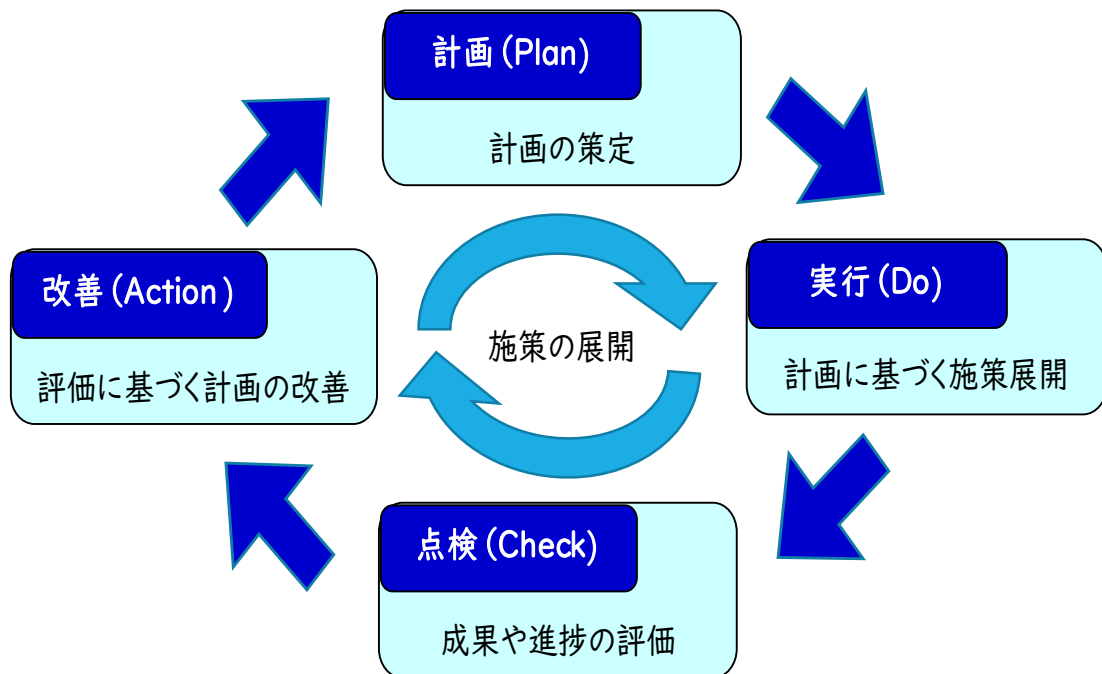 計画(Plan)
計画の策定
実行(Do)
計画に基づく施策展開
点検(Check)
成果や進捗の評価
改善(Action)
評価に基づく計画の改善
施策の展開